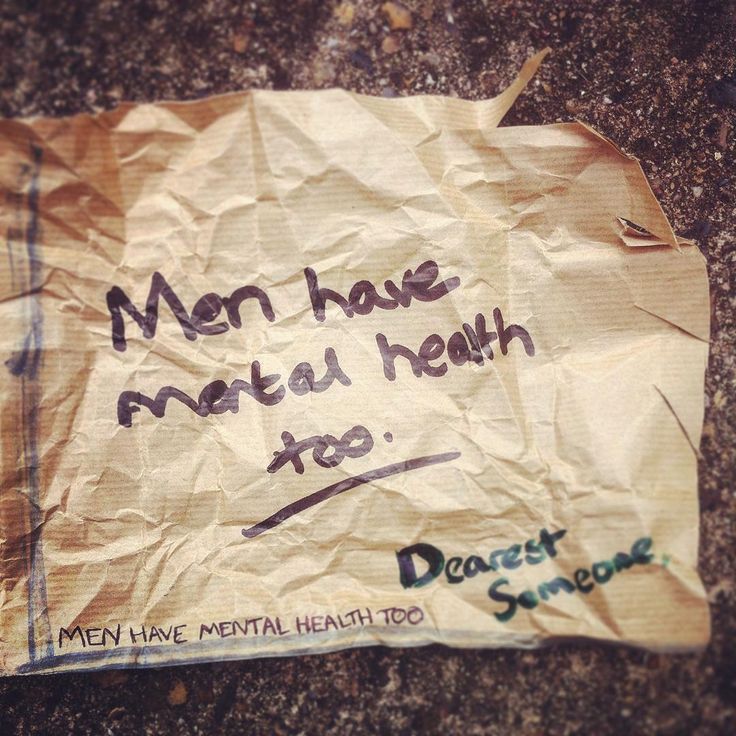 Men have
mental health
too.
Dearest
Someone,
MEN HAVE MENTAL HEALTH TOO